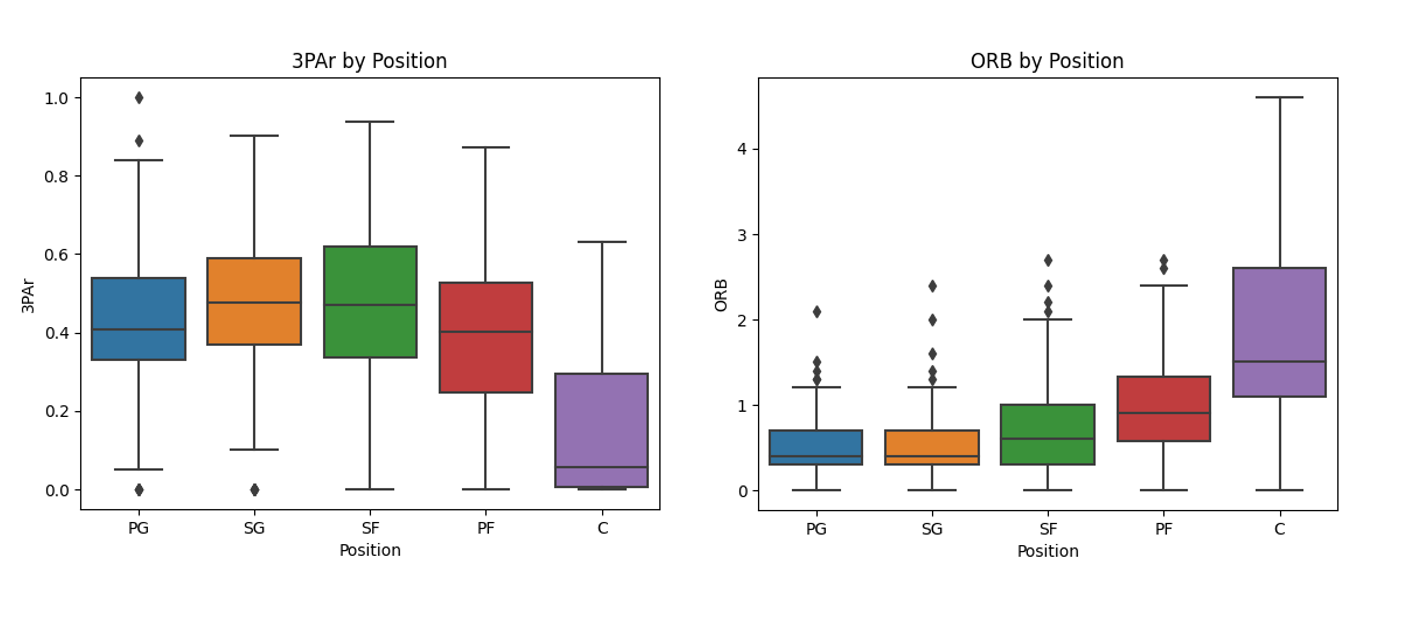 3PAr by Position
1.0
0.8
0.6
0.4
0.2
0.0
3PAr
PG SG SF PF C
Position
ORB by Position
4
3
2
1
0
ORB
PG SG SF PF C
Position